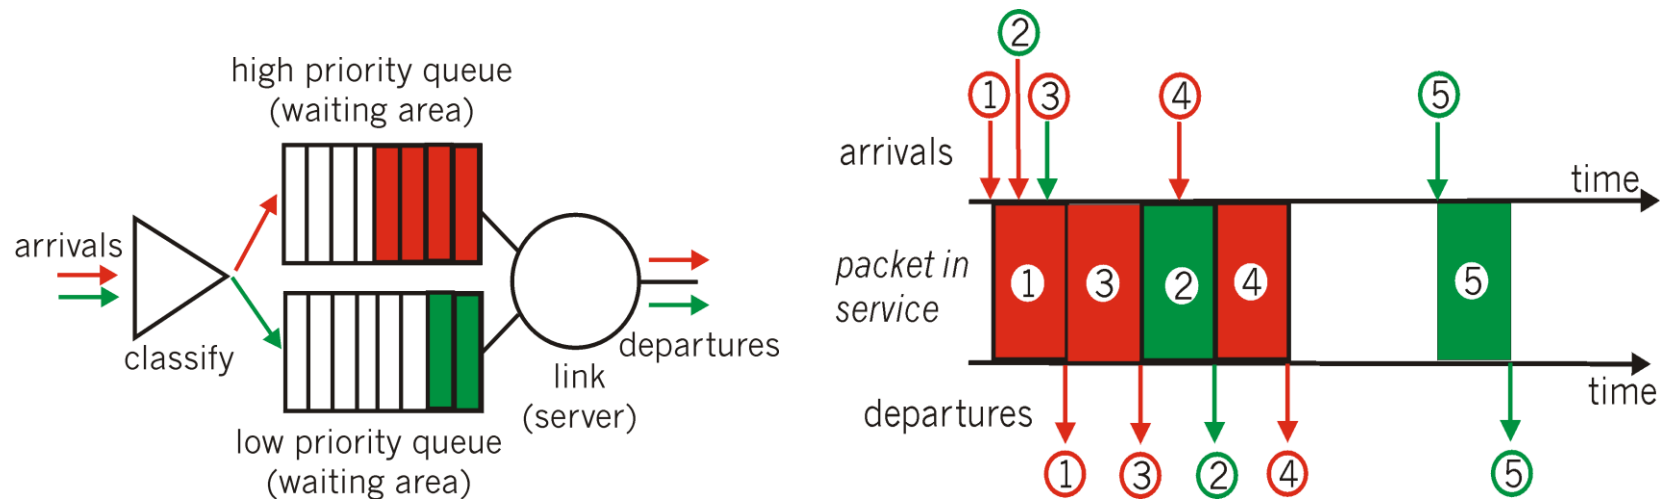 high priority queue
(waiting area)
arrivals
classify
link
(server)
departures
low priority queue
(waiting area)
2
1
3
4
5
arrivals
time
packet in
service
1
3
2
4
5
time
departures
1
3
2
4
5